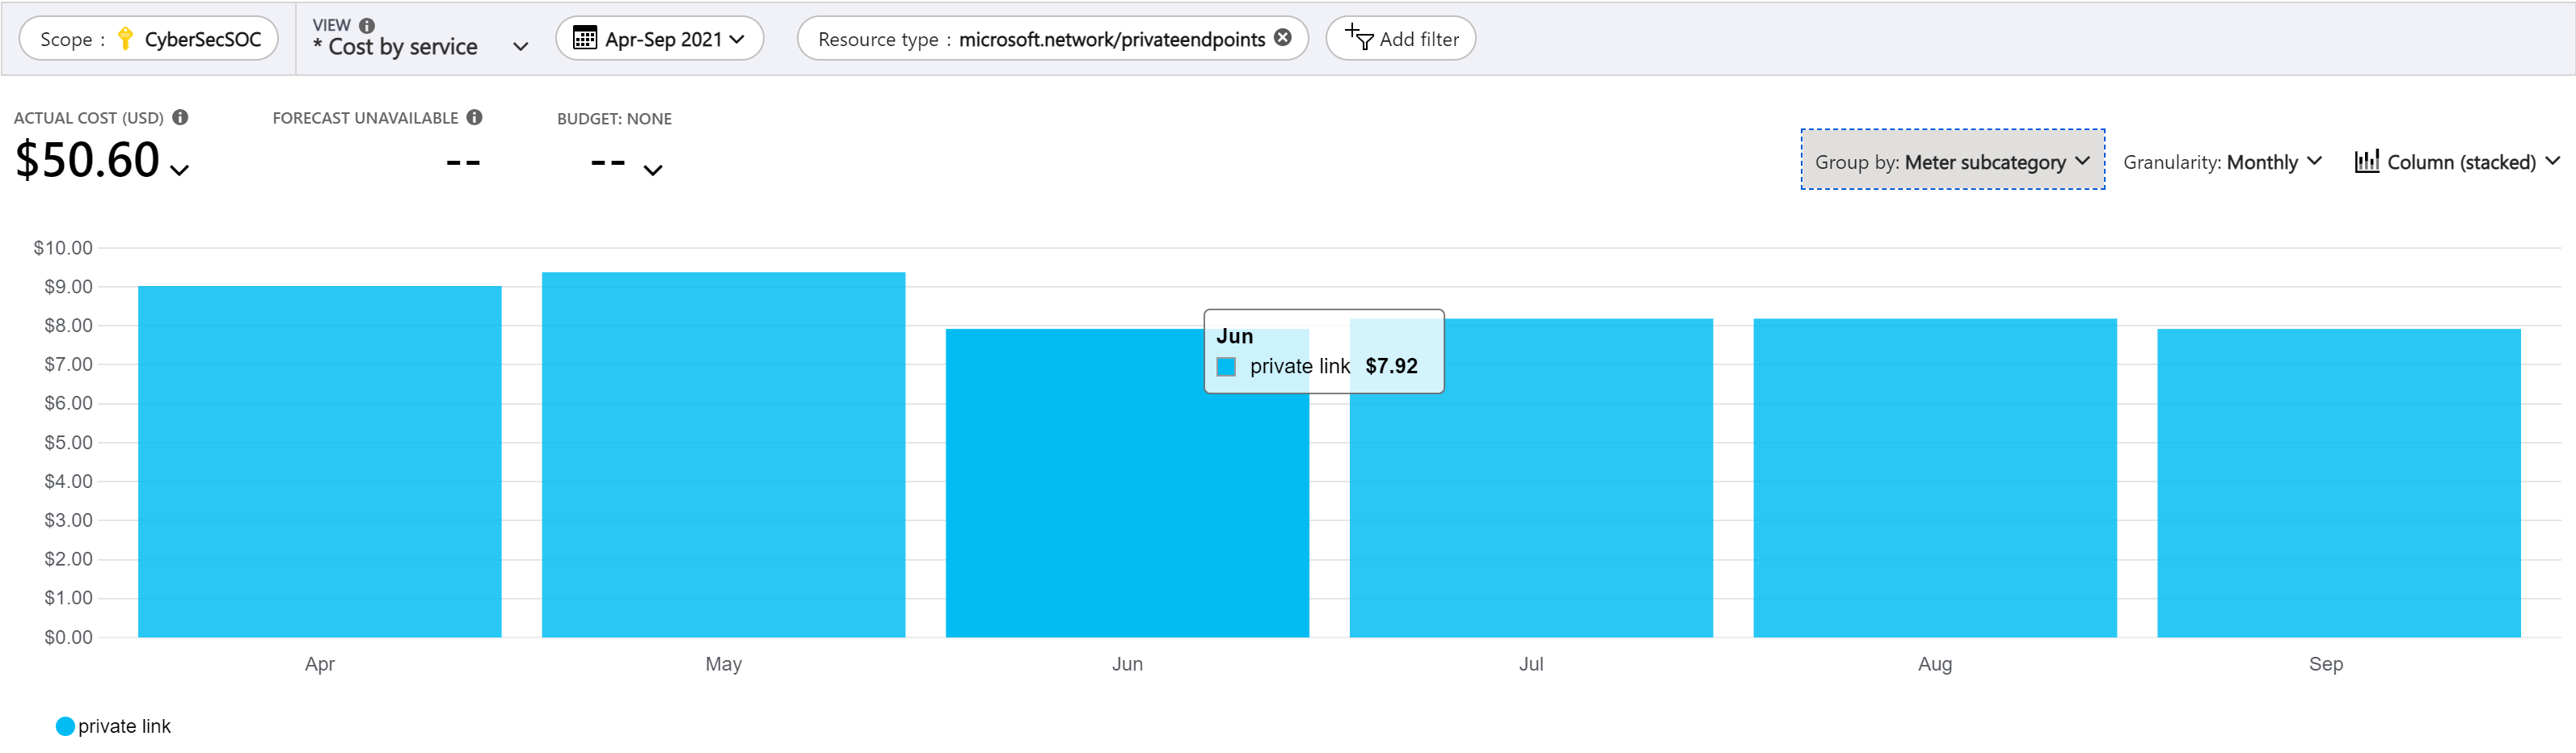 Scope : CyberSecSOC
VIEW
* Cost by service
Apr-Sep 2021
Resource type : microsoft.network/privateendpoints
Add filter
ACTUAL COST (USD)
$50.60
FORECAST UNAVAILABLE
--
BUDGET: NONE
--
Group by: Meter subcategory
Granularity: Monthly
Column (stacked)
$10.00
$9.00
$8.00
$7.00
$6.00
$5.00
$4.00
$3.00
$2.00
$1.00
$0.00
Jun
private link $7.92
Apr
May
Jun
Jul
Aug
Sep
private link